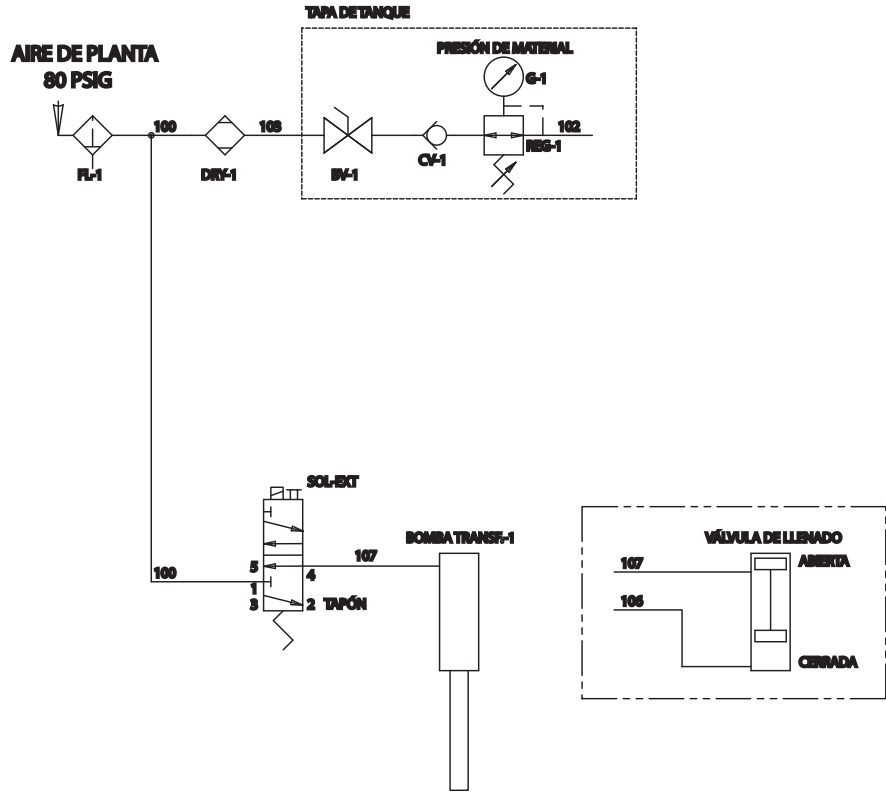 TAPA DE TANQUE
AIRE DE PLANTA
80 PSIG
PRESIÓN DE MATERIAL
G-1
100
103
102
FL-1
DRY-1
BV-1
CV-1
REG-1
SOL-EXT
107
BOMBA TRANSF.-1
100
5
4
1
3
2 TAPÓN
VÁLVULA DE LLENADO
107
ABIERTA
106
CERRADA